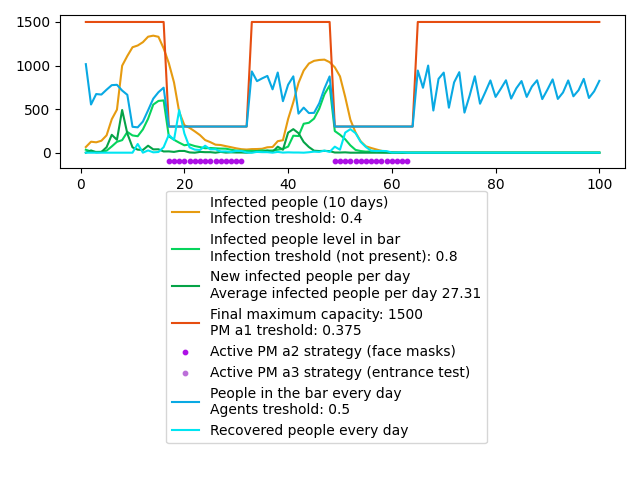 1500
1000
500
0
0
20
40
60
80
100
Infected people (10 days)
Infection treshold: 0.4
Infected people level in bar
Infection treshold (not present): 0.8
New infected people per day
Average infected people per day 27.31
Final maximum capacity: 1500
PM a1 treshold: 0.375
Active PM a2 strategy (face masks)
Active PM a3 strategy (entrance test)
People in the bar every day
Agents treshold: 0.5
Recovered people every day